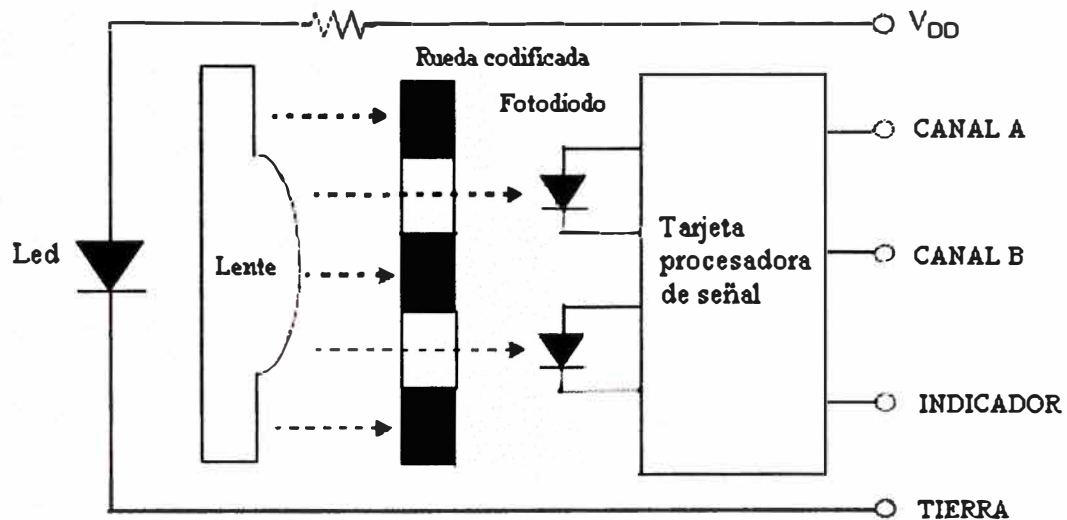 V_DD
Rueda codificada
Fotodiodo
CANAL A
Led
Lente
Tarjeta
procesadora
de señal
CANAL B
INDICADOR
TIERRA